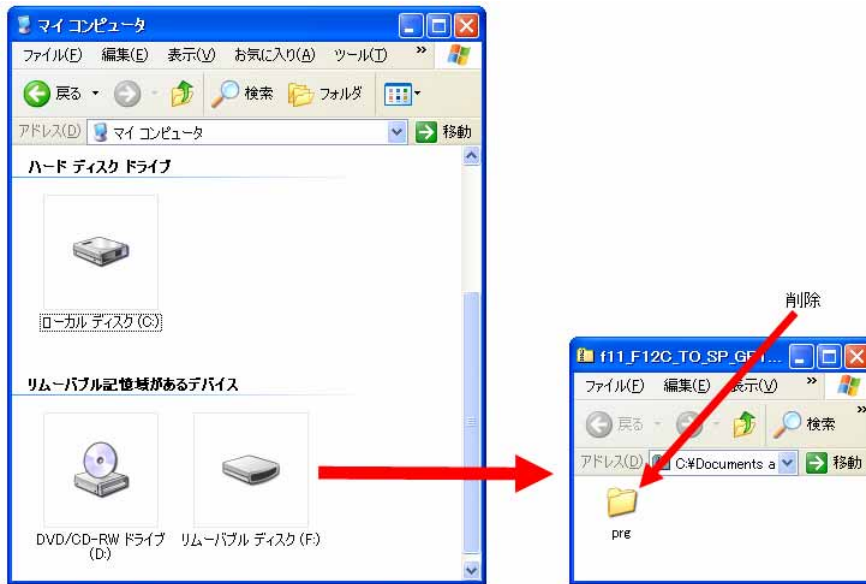 マイ コンピュータ
ファイル(F) 編集(E) 表示(V) お気に入り(A) ツール(T) »
戻る 検索 フォルダ
アドレス(D) マイ コンピュータ 移動
ハード ディスク ドライブ
ローカル ディスク (C:)
リムーバブル記憶域があるデバイス
DVD/CD-RW ドライブ (D:)
リムーバブル ディスク (F:)
削除
f11_F12C_TO_SP_
ファイル(F) 編集(E) 表示(V) »
戻る 検索 »
アドレス(D) C:¥Documents a 移動
prg